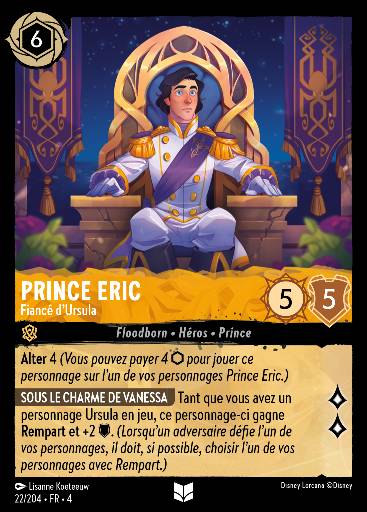 6
PRINCE ERIC
Fiancé d'Ursula
5
5
Floodborn • Héros • Prince
Alter 4 (Vous pouvez payer 4 pour jouer ce
personnage sur l'un de vos personnages Prince Eric.)
SOUS LE CHARME DE VANESSA Tant que vous avez un
personnage Ursula en jeu, ce personnage-ci gagne
Rempart et +2 . (Lorsqu'un adversaire défie l'un de
vos personnages, il doit, si possible, choisir l'un de vos
personnages avec Rempart.)
Lisanne Koeteeuw
Disney Lorcana ©Disney
22/204 • FR • 4